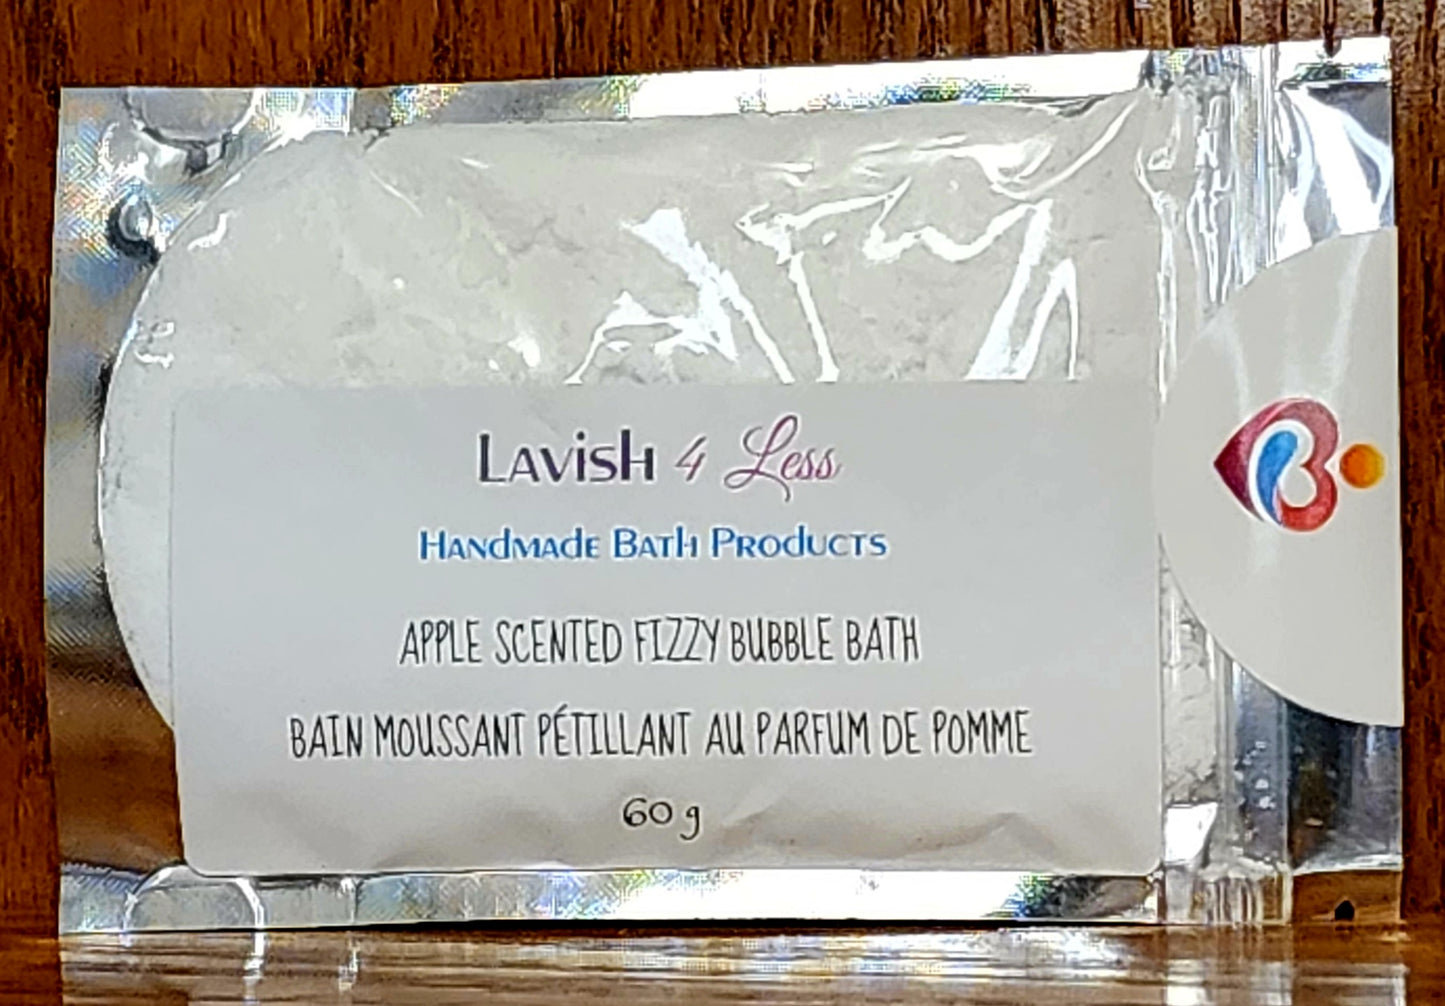 Lavish 4 Less
Handmade Bath Products
APPLE SCENTED FIZZY BUBBLE BATH
BAIN MOUSSANT PÉTILLANT AU PARFUM DE POMME
60 g